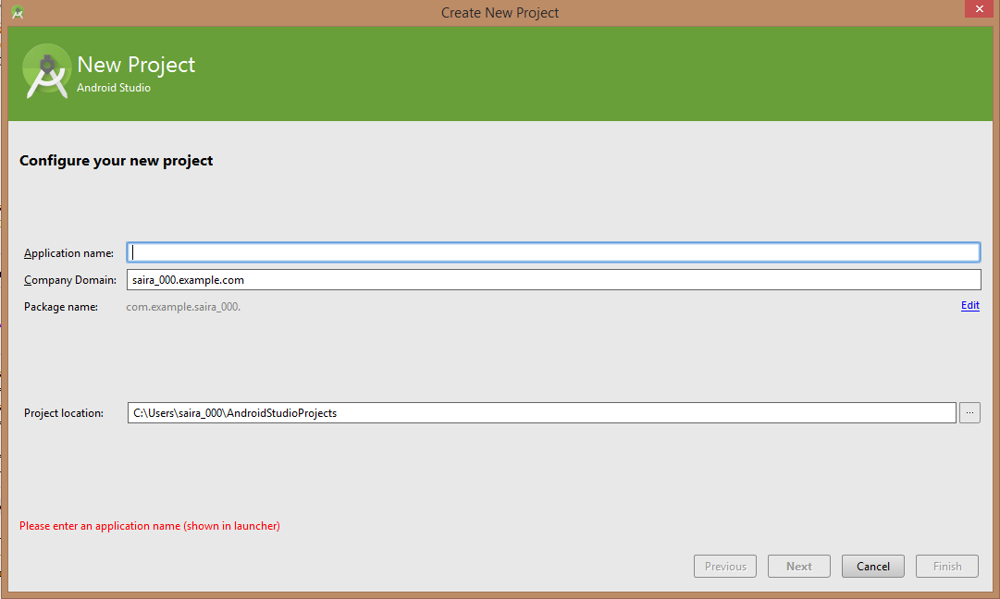 Create New Project
New Project
Android Studio
Configure your new project
Application name:
Company Domain: saira_000.example.com
Package name: com.example.saira_000. Edit
Project location: C:\Users\saira_000\AndroidStudioProjects ...
Please enter an application name (shown in launcher)
Previous Next Cancel Finish